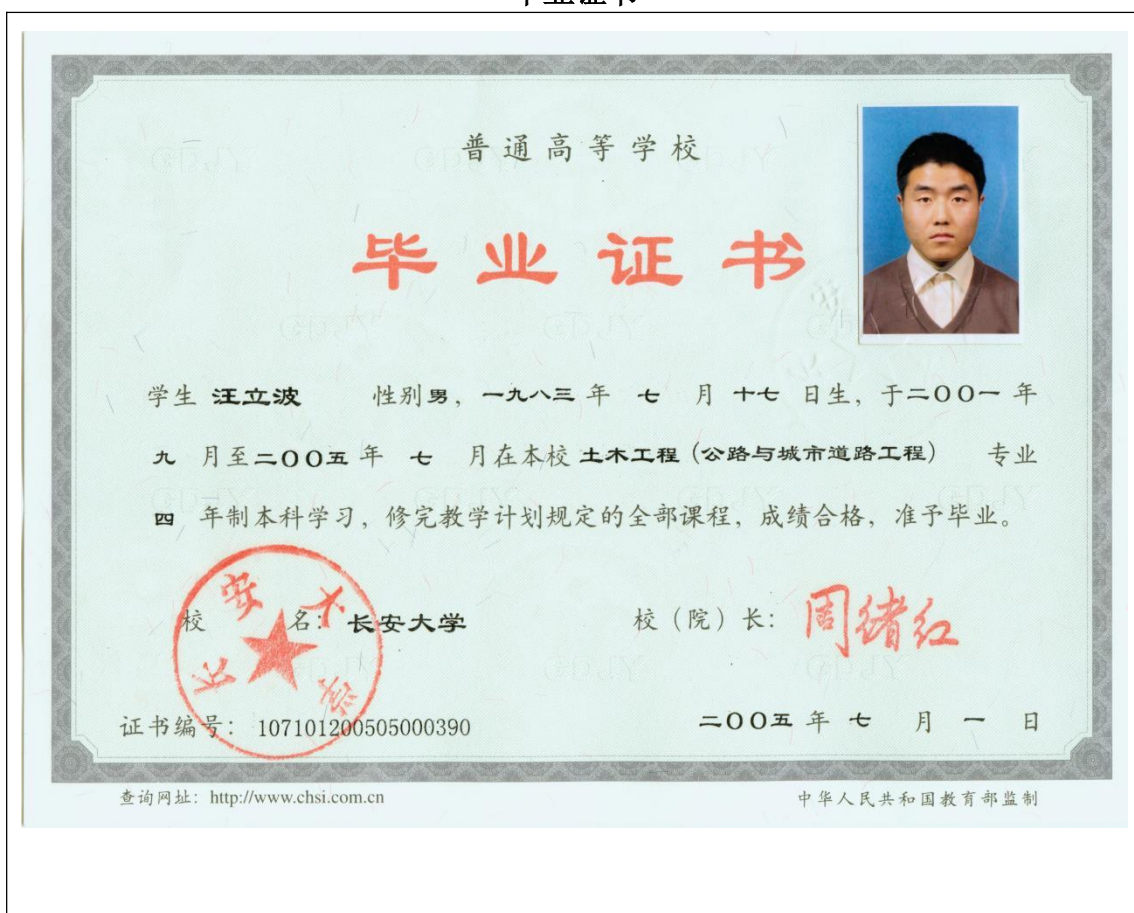 毕业证书
普通高等学校
毕业证书
学生 汪立波 性别男，一九八三 年 七 月 十七 日生，于二〇〇一 年
九 月至二〇〇五 年 七 月在本校 土木工程（公路与城市道路工程） 专业
四 年制本科学习，修完教学计划规定的全部课程，成绩合格，准予毕业。
校 名：长安大学 校（院）长：周绪红
长安大学
证书编号：107101200505000390 二〇〇五 年 七 月 一 日
查询网址：http://www.chsi.com.cn 中华人民共和国教育部监制